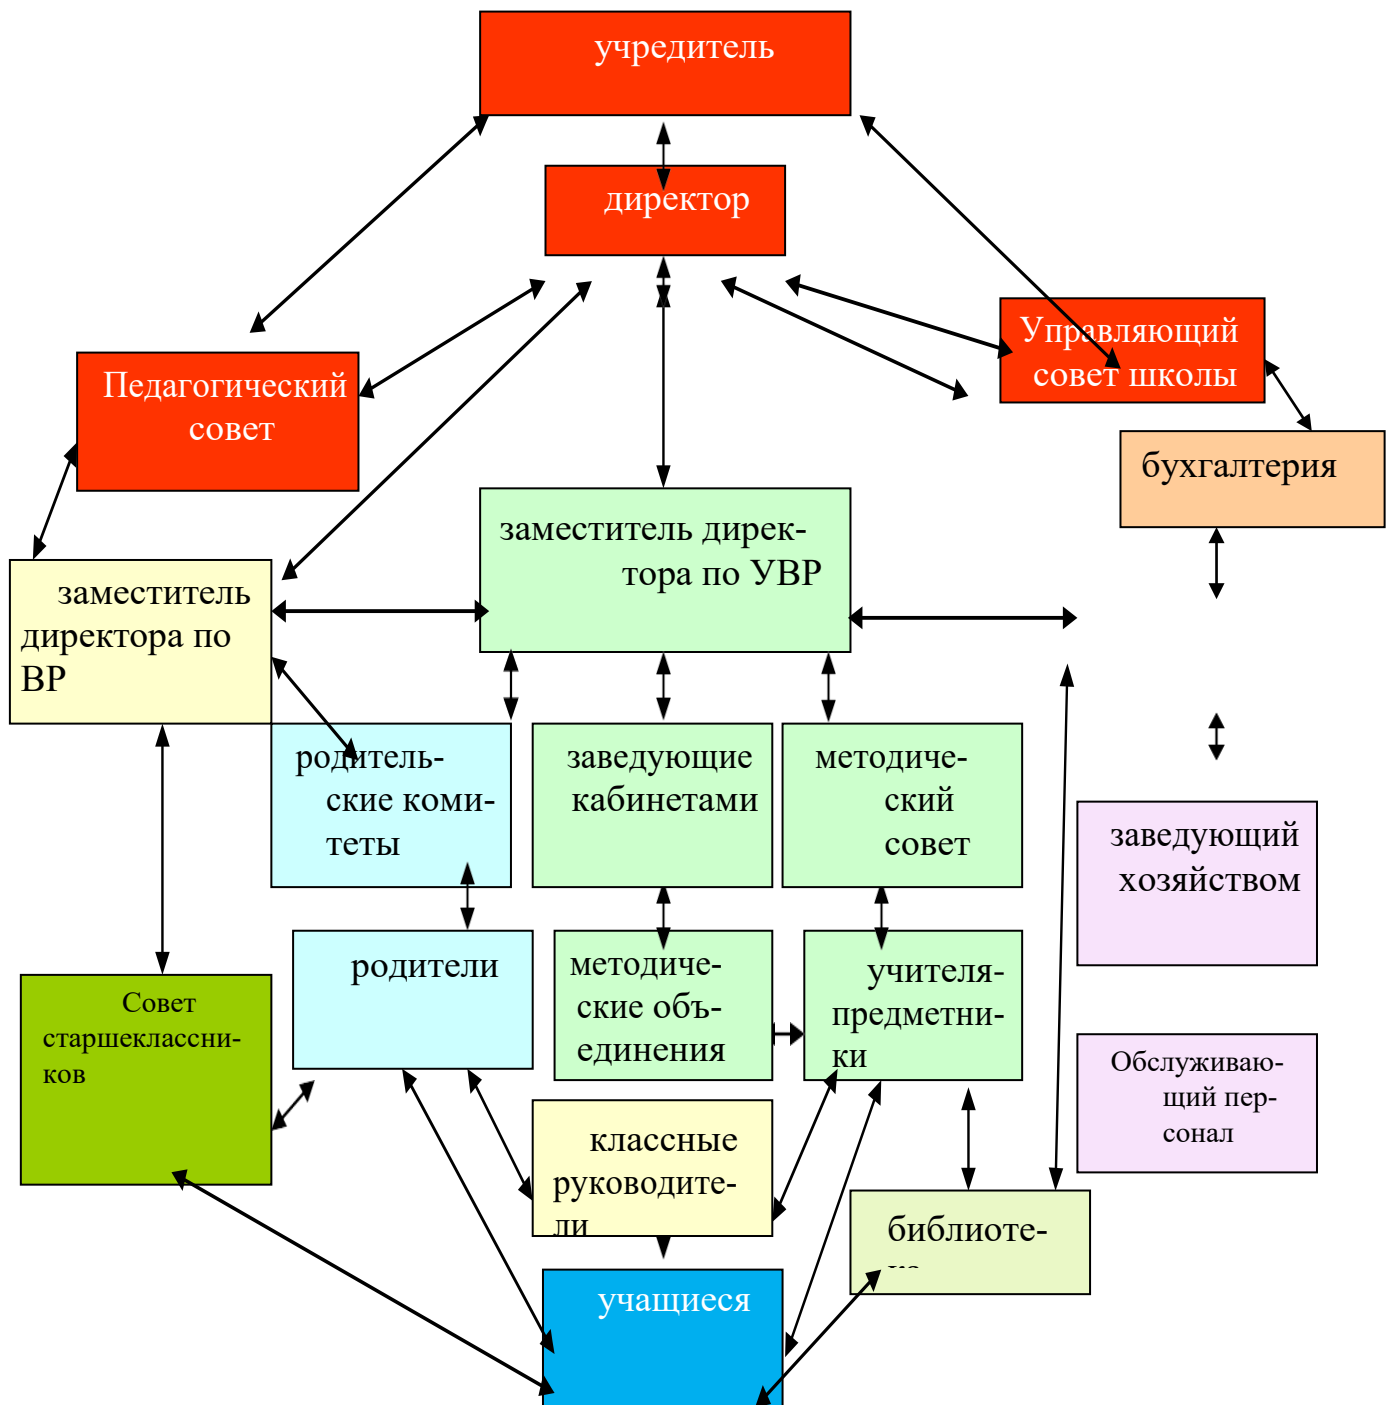 учредитель
директор
Управляющий
совет школы
Педагогический
совет
бухгалтерия
заместитель дирек-
тора по УВР
заместитель
директора по
ВР
родитель-
ские коми-
теты
заведующие
кабинетами
методиче-
ский
совет
заведующий
хозяйством
родители
методиче-
ские объ-
единения
учителя-
предметни-
ки
Совет
старшеклассни-
ков
Обслуживаю-
щий пер-
сонал
классные
руководите-
ли
библиоте-
учащиеся